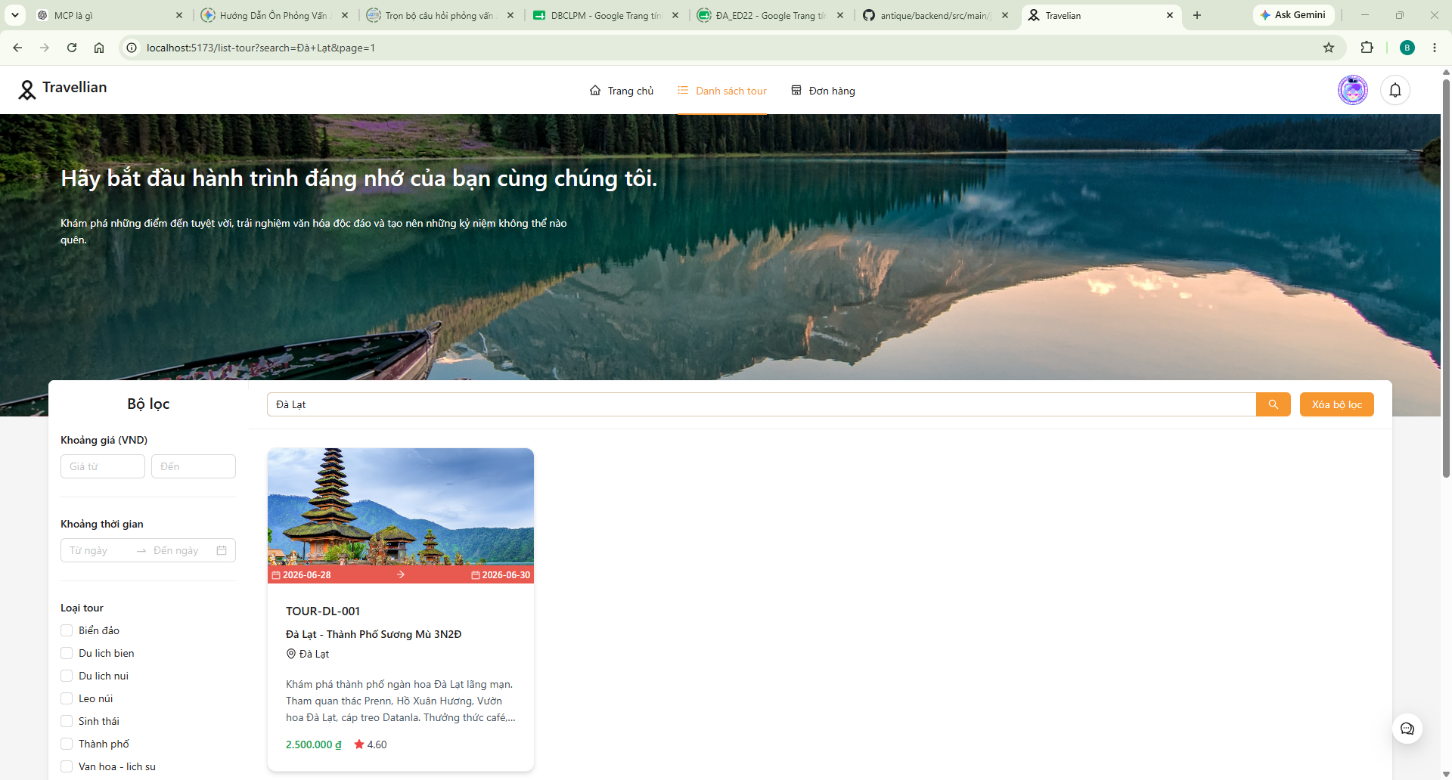 MCP là gì
Hướng Dẫn Ôn Phỏng Vấn
Trọn bộ câu hỏi phỏng vấn
DBCLPM - Google Trang tín
ĐA_ED22 - Google Trang tín
antique/backend/src/main/j
Travelian
Ask Gemini
localhost:5173/list-tour?search=Đà+Lạt&page=1
B
Travellian
Trang chủ
Danh sách tour
Đơn hàng
Hãy bắt đầu hành trình đáng nhớ của bạn cùng chúng tôi.
Khám phá những điểm đến tuyệt vời, trải nghiệm văn hóa độc đáo và tạo nên những kỷ niệm không thể nào
quên.
Bộ lọc
Đà Lạt
Xóa bộ lọc
Khoảng giá (VND)
Giá từ
Đến
Khoảng thời gian
Từ ngày
Đến ngày
Loại tour
Biển đảo
Du lich bien
Du lich nui
Leo núi
Sinh thái
Thành phố
Van hoa - lich su
2026-06-28
2026-06-30
TOUR-DL-001
Đà Lạt - Thành Phố Sương Mù 3N2Đ
Đà Lạt
Khám phá thành phố ngàn hoa Đà Lạt lãng mạn.
Tham quan thác Prenn, Hồ Xuân Hương, Vườn
hoa Đà Lạt, cáp treo Datanla. Thưởng thức café,...
2.500.000 ₫
4.60